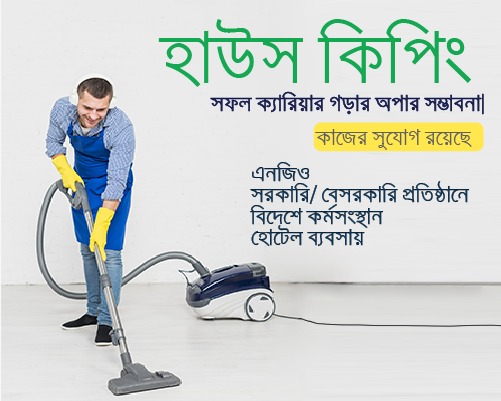 হাউস কিপিং
সফল ক্যারিয়ার গড়ার অপার সম্ভাবনা|
কাজের সুযোগ রয়েছে
এনজিও
সরকারি/ বেসরকারি প্রতিষ্ঠানে
বিদেশে কর্মসংস্থান
হোটেল ব্যবসায়